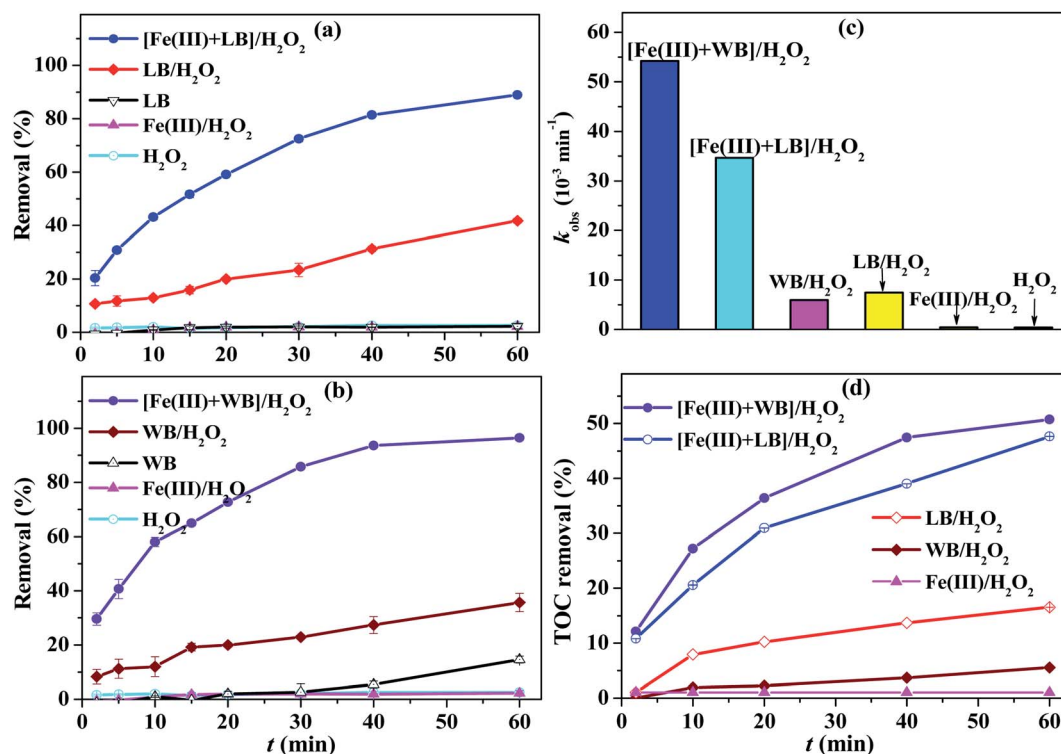 (a)
[Fe(III)+LB]/H₂O₂
LB/H₂O₂
LB
Fe(III)/H₂O₂
H₂O₂
Removal (%)
100
80
60
40
20
0
0 10 20 30 40 50 60
(c)
[Fe(III)+WB]/H₂O₂
[Fe(III)+LB]/H₂O₂
WB/H₂O₂
LB/H₂O₂
Fe(III)/H₂O₂
H₂O₂
k_obs (10⁻³ min⁻¹)
60
50
40
30
20
10
0
(b)
[Fe(III)+WB]/H₂O₂
WB/H₂O₂
WB
Fe(III)/H₂O₂
H₂O₂
Removal (%)
100
80
60
40
20
0
0 10 20 30 40 50 60
t (min)
(d)
[Fe(III)+WB]/H₂O₂
[Fe(III)+LB]/H₂O₂
LB/H₂O₂
WB/H₂O₂
Fe(III)/H₂O₂
TOC removal (%)
50
40
30
20
10
0
0 10 20 30 40 50 60
t (min)